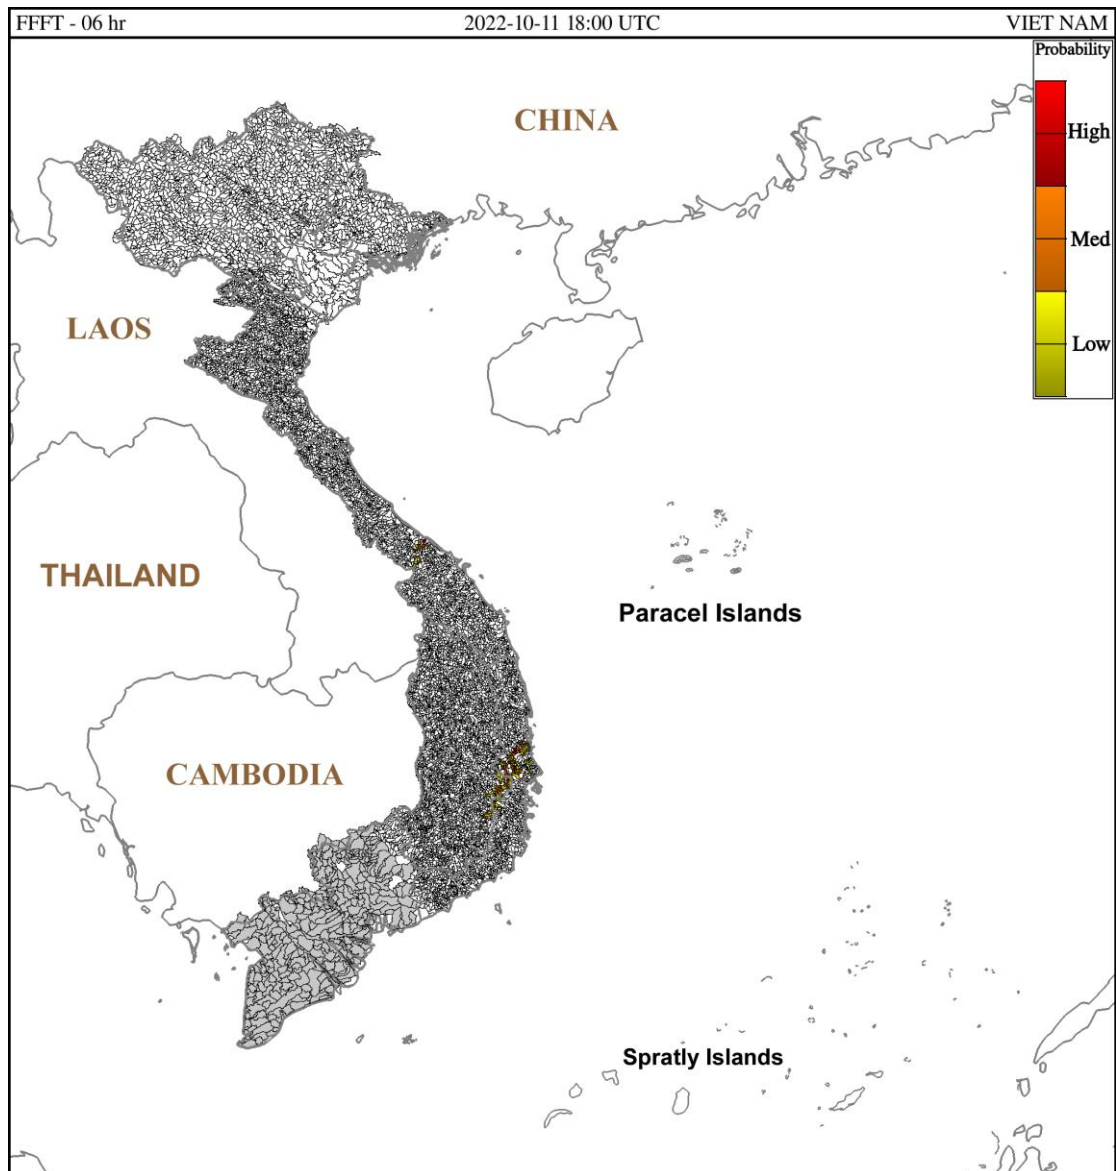 FFFT - 06 hr 2022-10-11 18:00 UTC VIET NAM
Probability
High
Med
Low
CHINA
LAOS
THAILAND
Paracel Islands
CAMBODIA
Spratly Islands